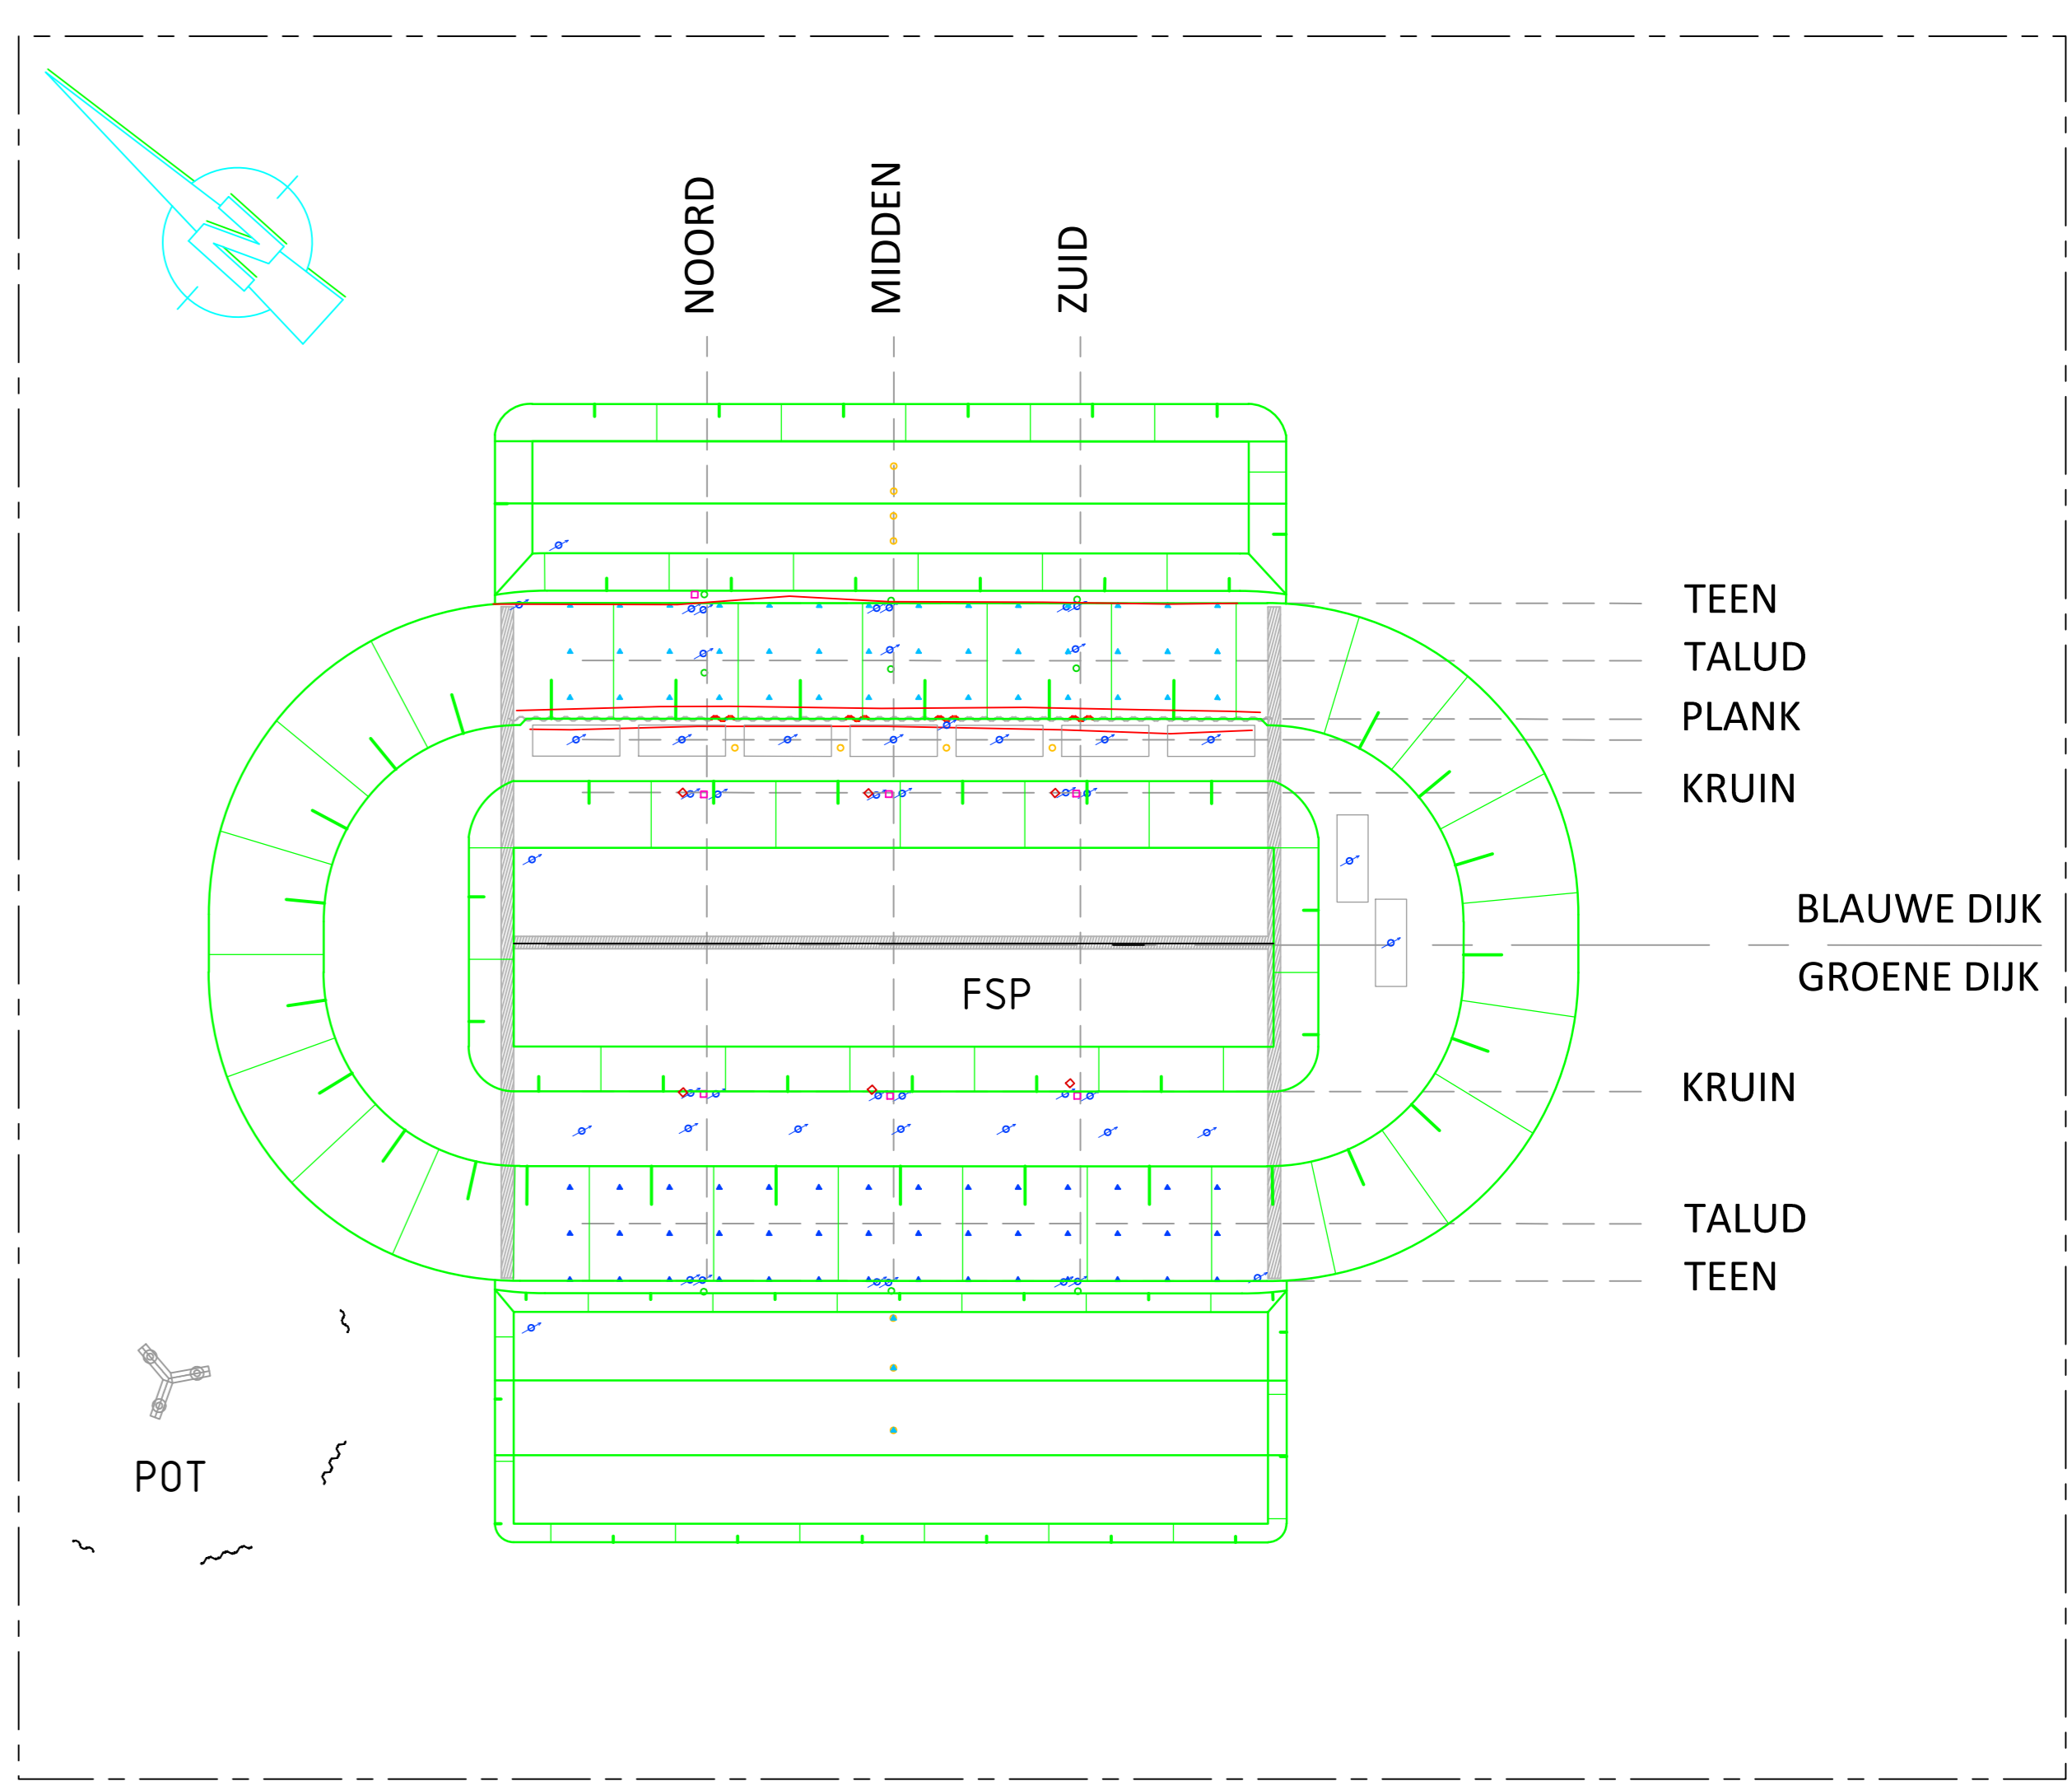 N
NOORD
MIDDEN
ZUID
TEEN
TALUD
PLANK
KRUIN
BLAUWE DIJK
GROENE DIJK
FSP
KRUIN
TALUD
TEEN
POT